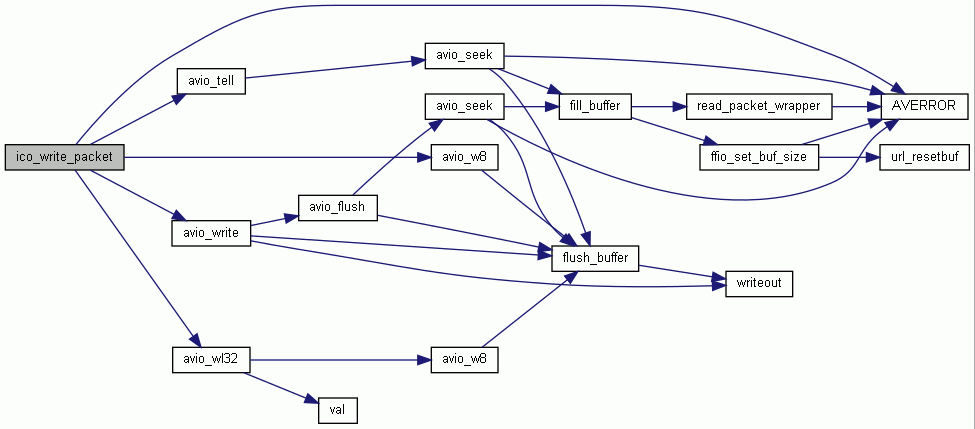 ico_write_packet
avio_tell
avio_seek
avio_seek
fill_buffer
read_packet_wrapper
AVERROR
ffio_set_buf_size
url_resetbuf
avio_w8
avio_flush
avio_write
flush_buffer
writeout
avio_wl32
avio_w8
val